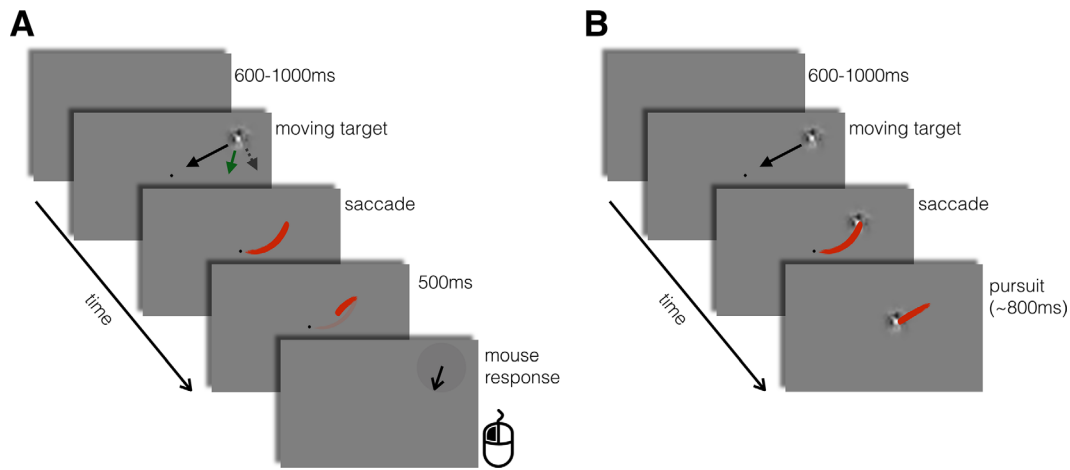 A
600-1000ms
moving target
saccade
500ms
mouse
response
time
B
600-1000ms
moving target
saccade
pursuit
(~800ms)
time